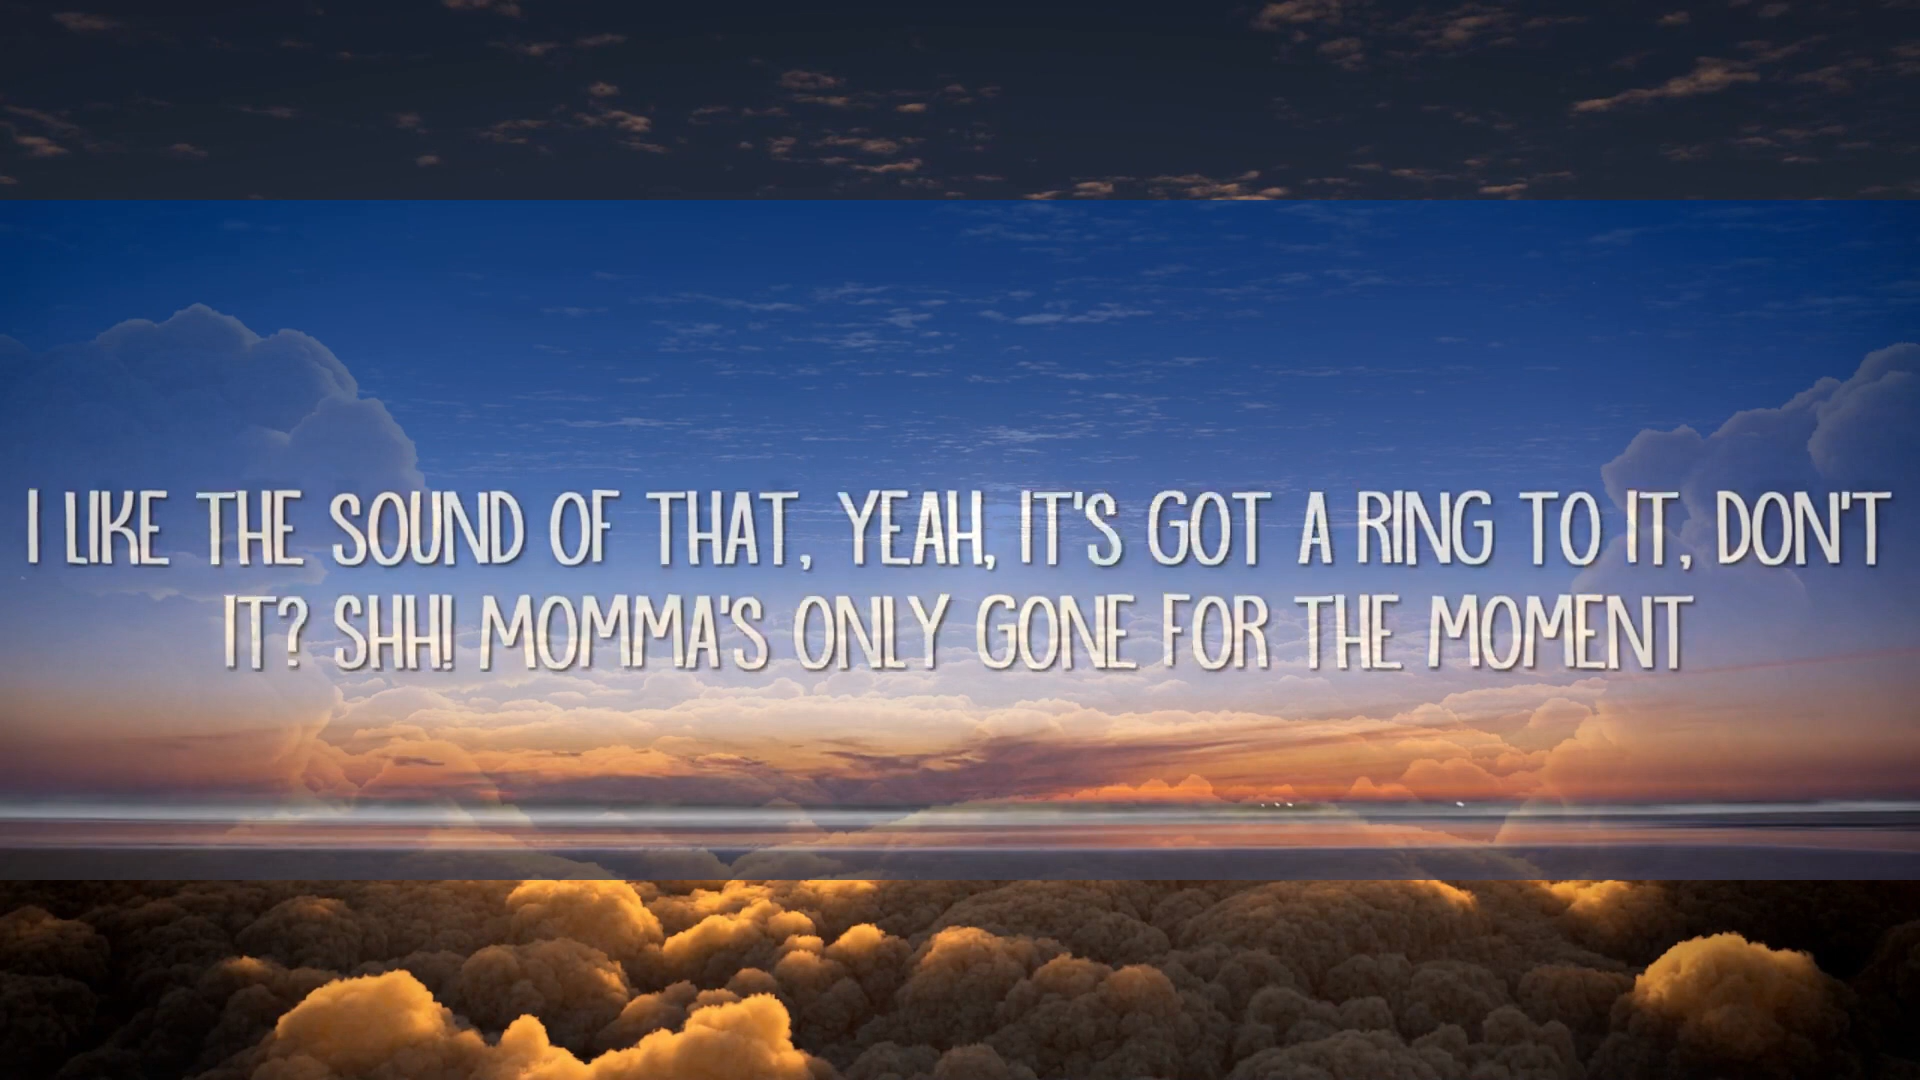 I LIKE THE SOUND OF THAT, YEAH, IT'S GOT A RING TO IT, DON'T
IT? SHH! MOMMA'S ONLY GONE FOR THE MOMENT